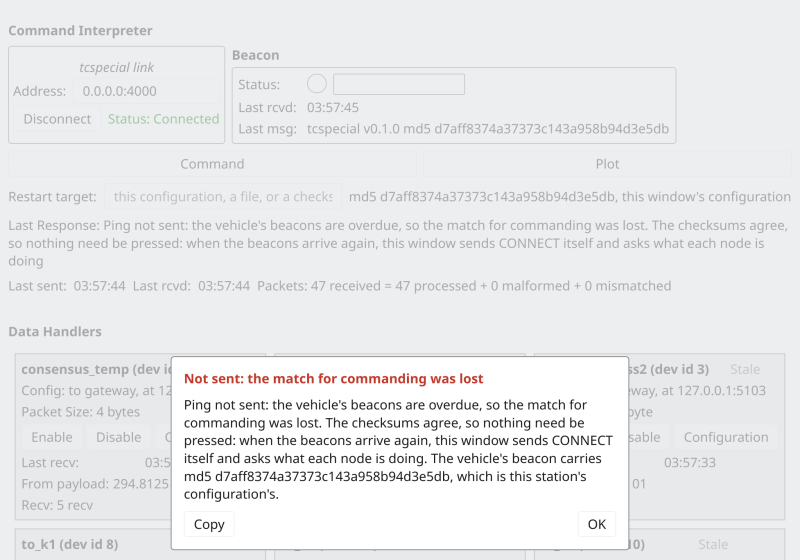 Command Interpreter
tcspecial link
Address: 0.0.0.0:4000
Disconnect Status: Connected
Beacon
Status:
Last rcvd: 03:57:45
Last msg: tcspecial v0.1.0 md5 d7aff8374a37373c143a958b94d3e5db
Command Plot
Restart target: this configuration, a file, or a checks md5 d7aff8374a37373c143a958b94d3e5db, this window's configuration
Last Response: Ping not sent: the vehicle's beacons are overdue, so the match for commanding was lost. The checksums agree,
so nothing need be pressed: when the beacons arrive again, this window sends CONNECT itself and asks what each node is
doing
Last sent: 03:57:44 Last rcvd: 03:57:44 Packets: 47 received = 47 processed + 0 malformed + 0 mismatched
Data Handlers
consensus_temp (dev id
Config: to gateway, at 12
Packet Size: 4 bytes
Enable Disable C
Last recv: 03:5
From payload: 294.8125
Recv: 5 recv
ss2 (dev id 3) Stale
way, at 127.0.0.1:5103
byte
sable Configuration
03:57:33
01
Not sent: the match for commanding was lost
Ping not sent: the vehicle's beacons are overdue, so the match for
commanding was lost. The checksums agree, so nothing need be
pressed: when the beacons arrive again, this window sends CONNECT
itself and asks what each node is doing. The vehicle's beacon carries
md5 d7aff8374a37373c143a958b94d3e5db, which is this station's
configuration's.
Copy OK
to_k1 (dev id 8)
10) Stale